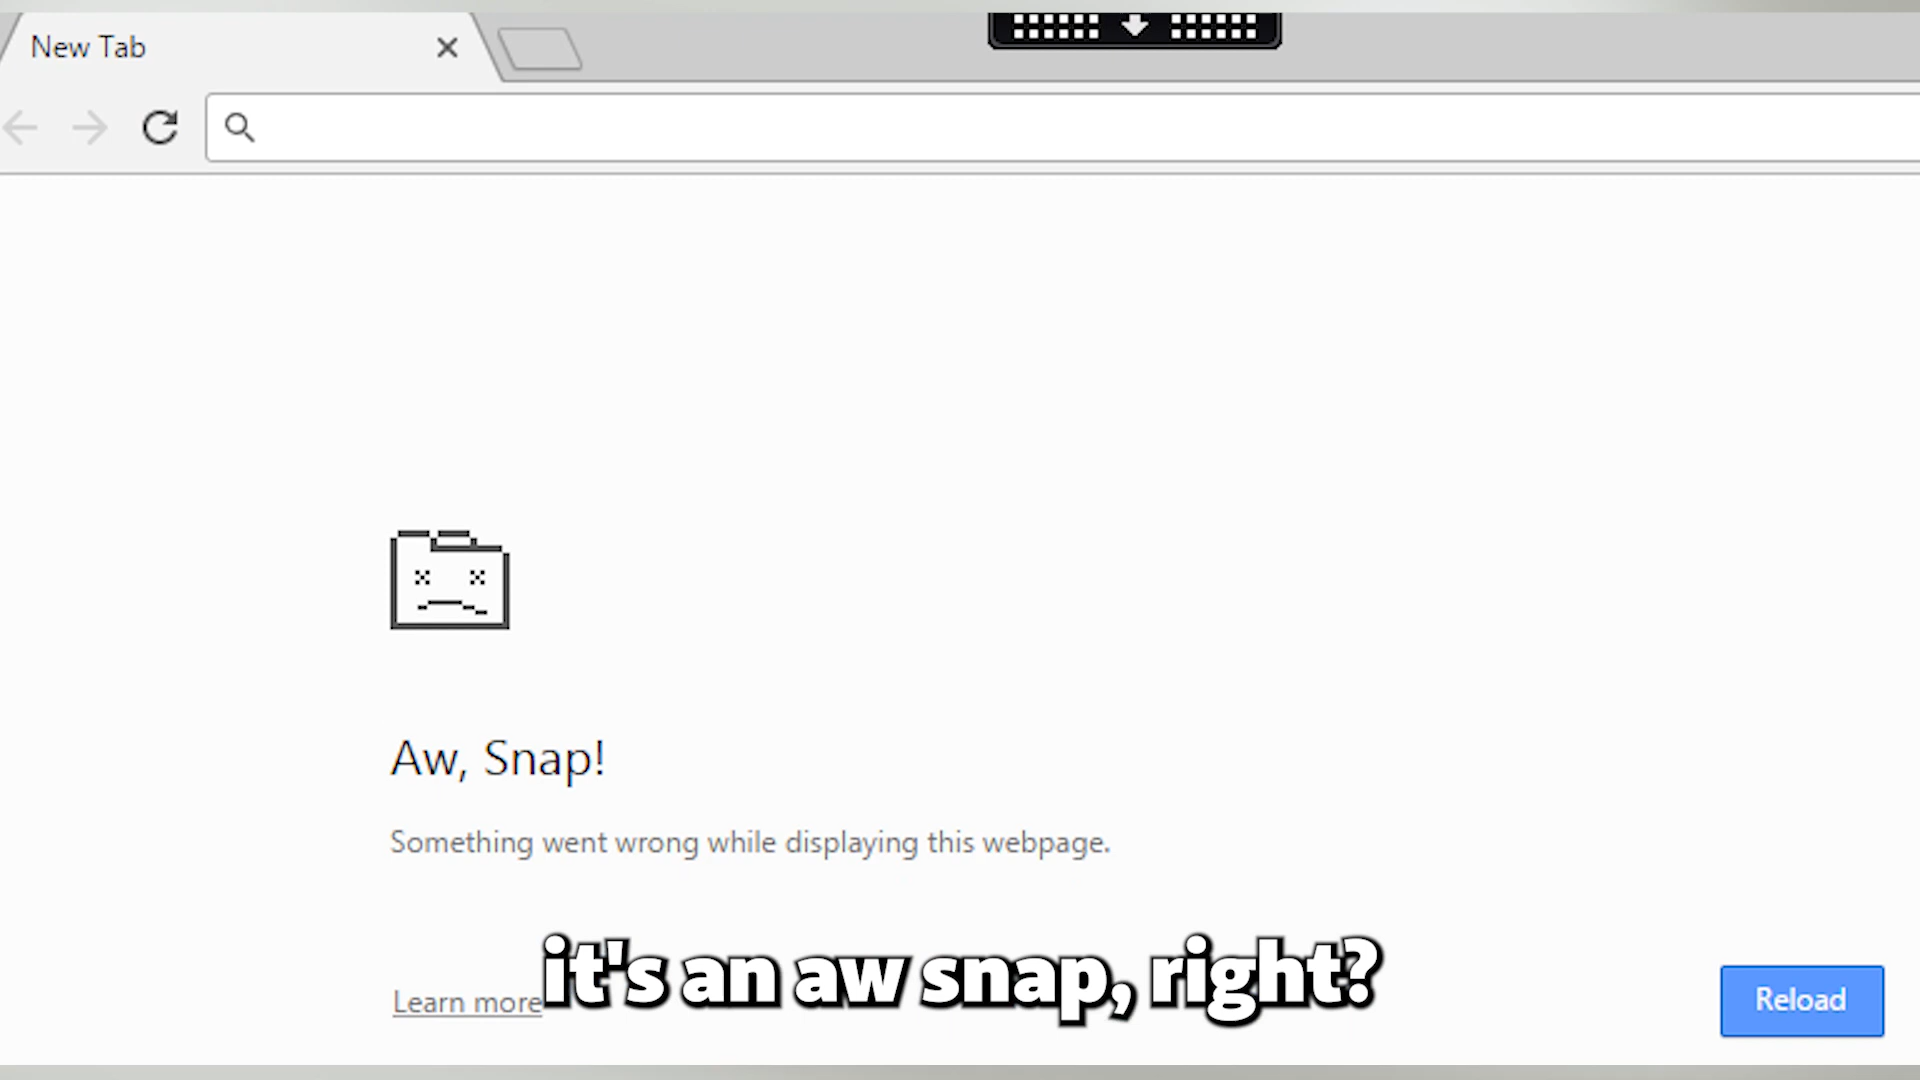 New Tab
Aw, Snap!
Something went wrong while displaying this webpage.
it's an aw snap, right?
Learn more
Reload